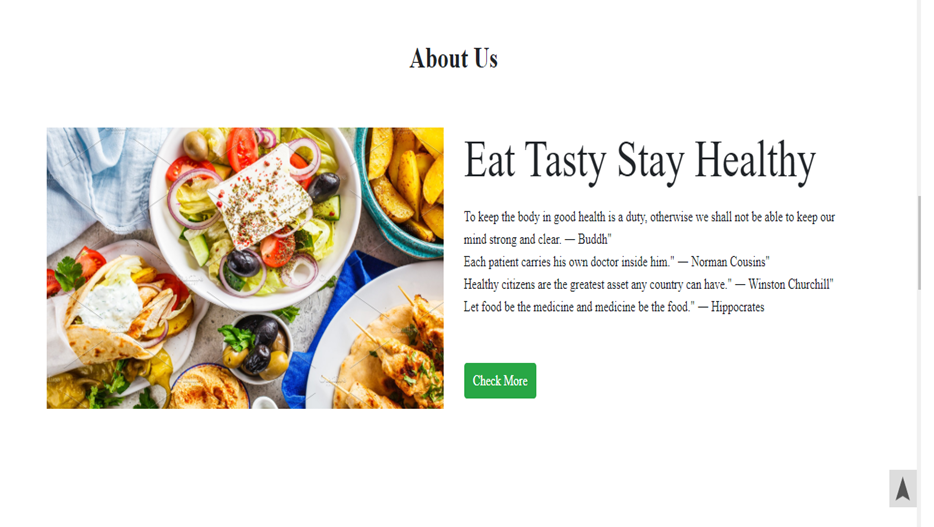 About Us
Eat Tasty Stay Healthy
To keep the body in good health is a duty, otherwise we shall not be able to keep our
mind strong and clear. — Buddh"
Each patient carries his own doctor inside him." — Norman Cousins"
Healthy citizens are the greatest asset any country can have." — Winston Churchill"
Let food be the medicine and medicine be the food." — Hippocrates
Check More